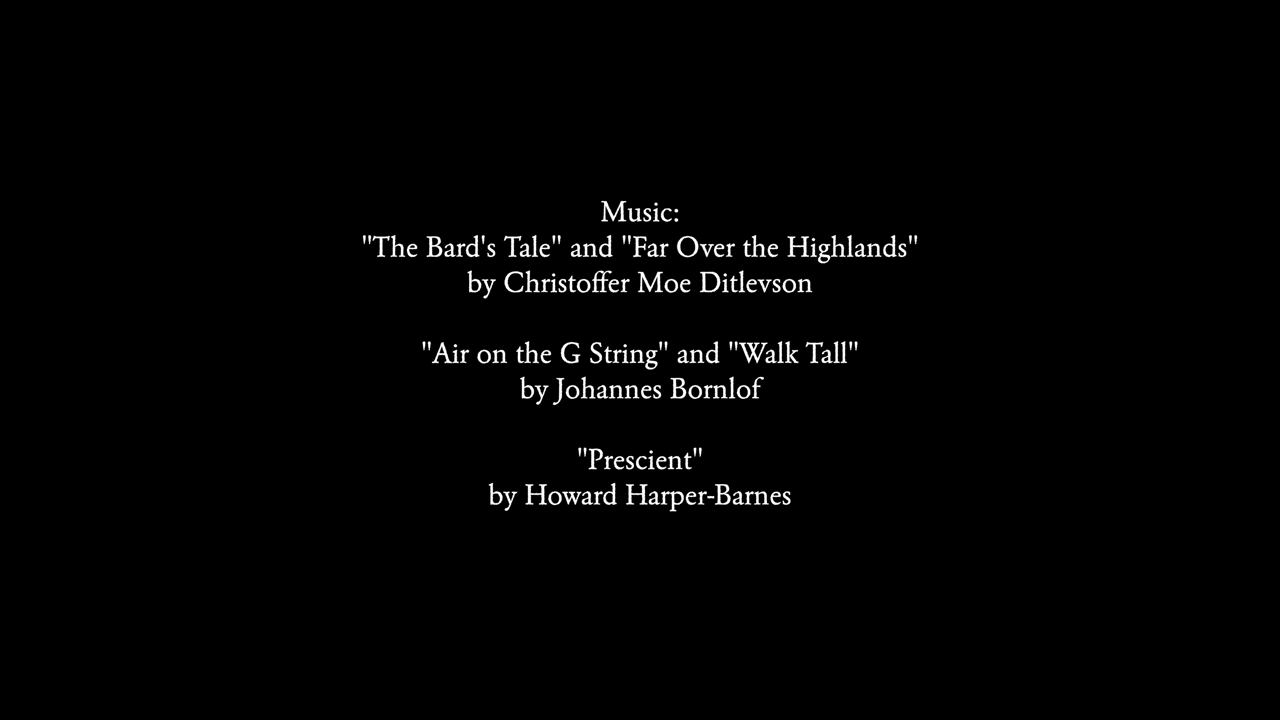 Music:
"The Bard's Tale" and "Far Over the Highlands"
by Christoffer Moe Ditlevson
"Air on the G String" and "Walk Tall"
by Johannes Bornlof
"Prescient"
by Howard Harper-Barnes